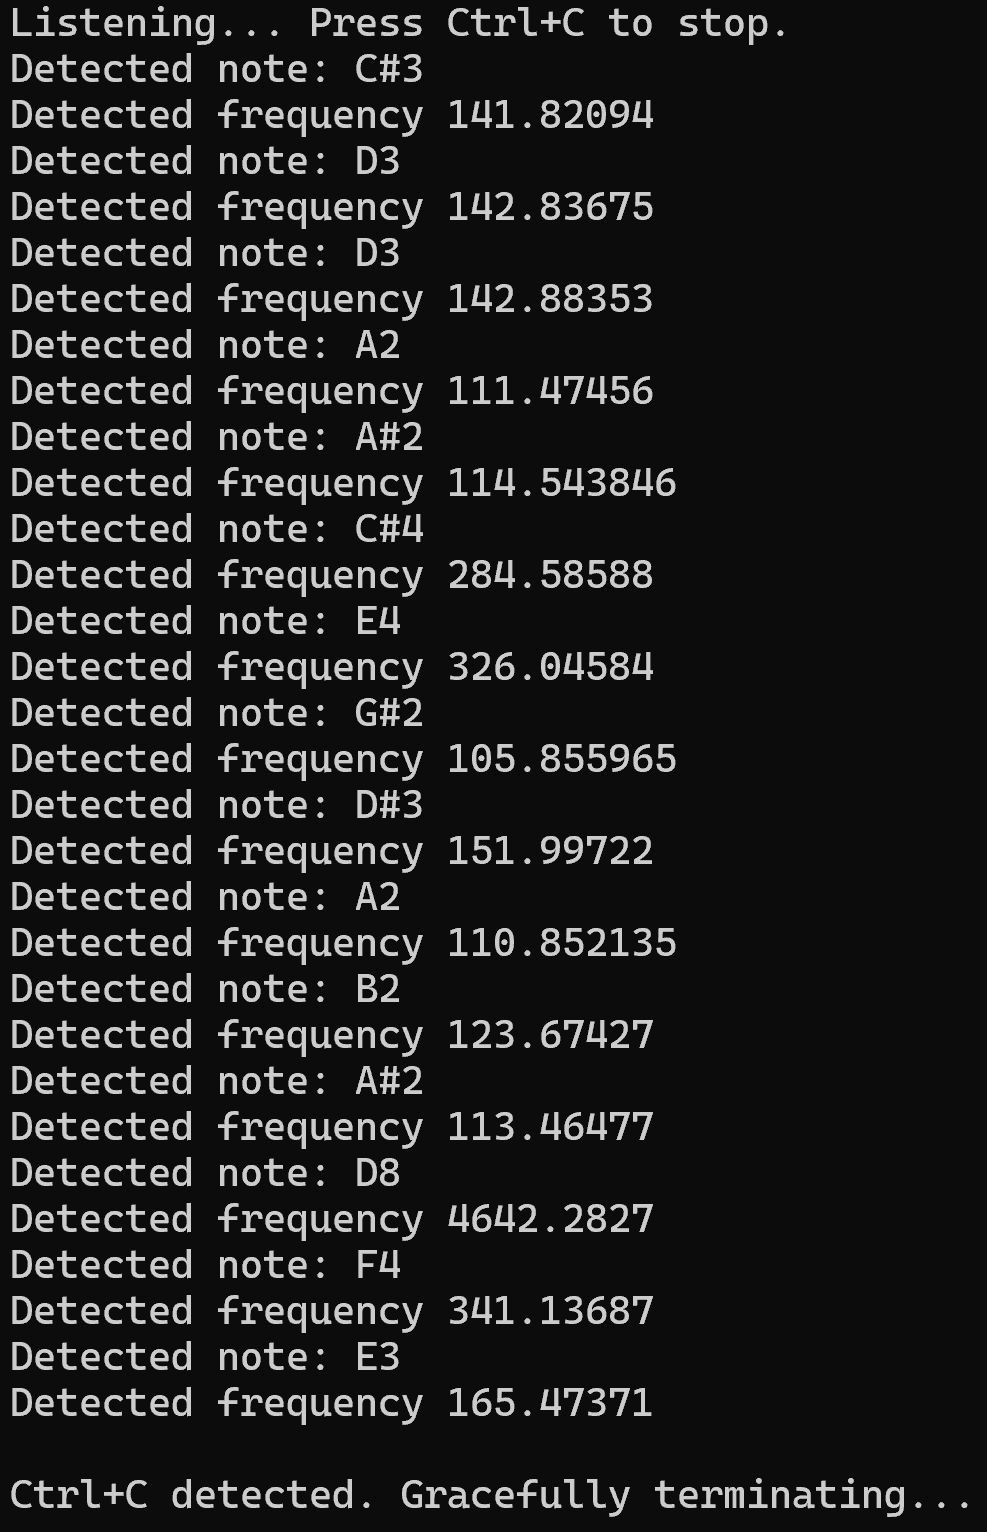 Listening... Press Ctrl+C to stop.
Detected note: C#3
Detected frequency 141.82094
Detected note: D3
Detected frequency 142.83675
Detected note: D3
Detected frequency 142.88353
Detected note: A2
Detected frequency 111.47456
Detected note: A#2
Detected frequency 114.543846
Detected note: C#4
Detected frequency 284.58588
Detected note: E4
Detected frequency 326.04584
Detected note: G#2
Detected frequency 105.855965
Detected note: D#3
Detected frequency 151.99722
Detected note: A2
Detected frequency 110.852135
Detected note: B2
Detected frequency 123.67427
Detected note: A#2
Detected frequency 113.46477
Detected note: D8
Detected frequency 4642.2827
Detected note: F4
Detected frequency 341.13687
Detected note: E3
Detected frequency 165.47371
Ctrl+C detected. Gracefully terminating...